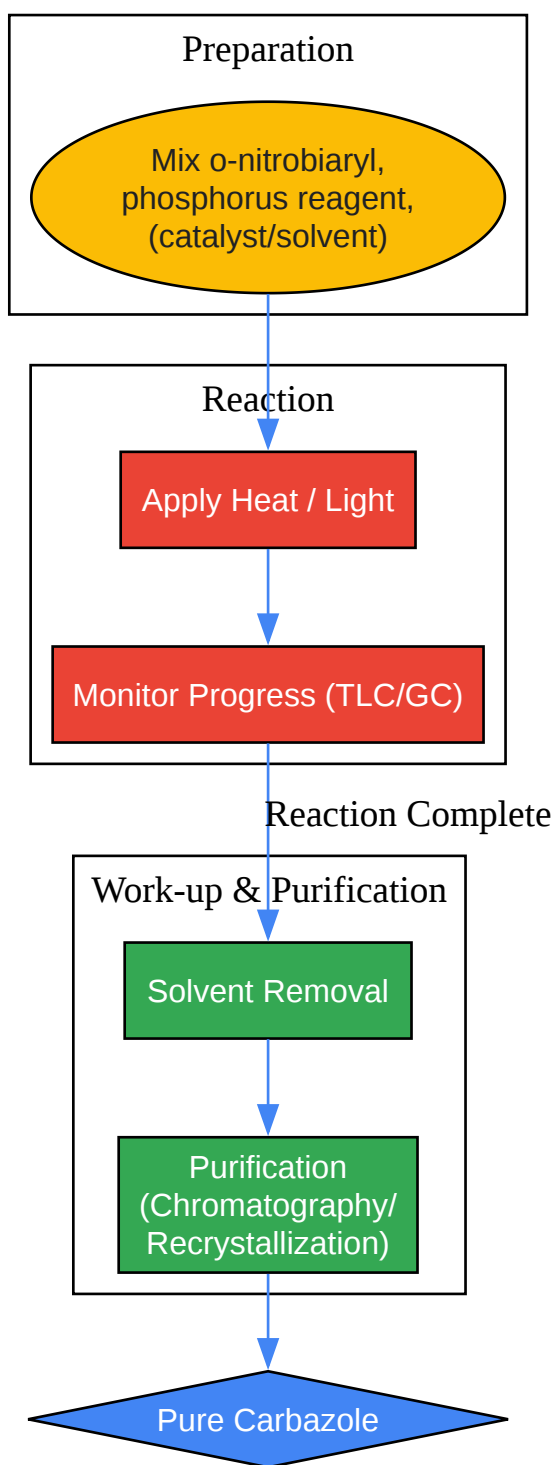 Preparation
Mix o-nitrobiaryl,
phosphorus reagent,
(catalyst/solvent)
Reaction
Apply Heat / Light
Monitor Progress (TLC/GC)
Reaction Complete
Work-up & Purification
Solvent Removal
Purification
(Chromatography/
Recrystallization)
Pure Carbazole